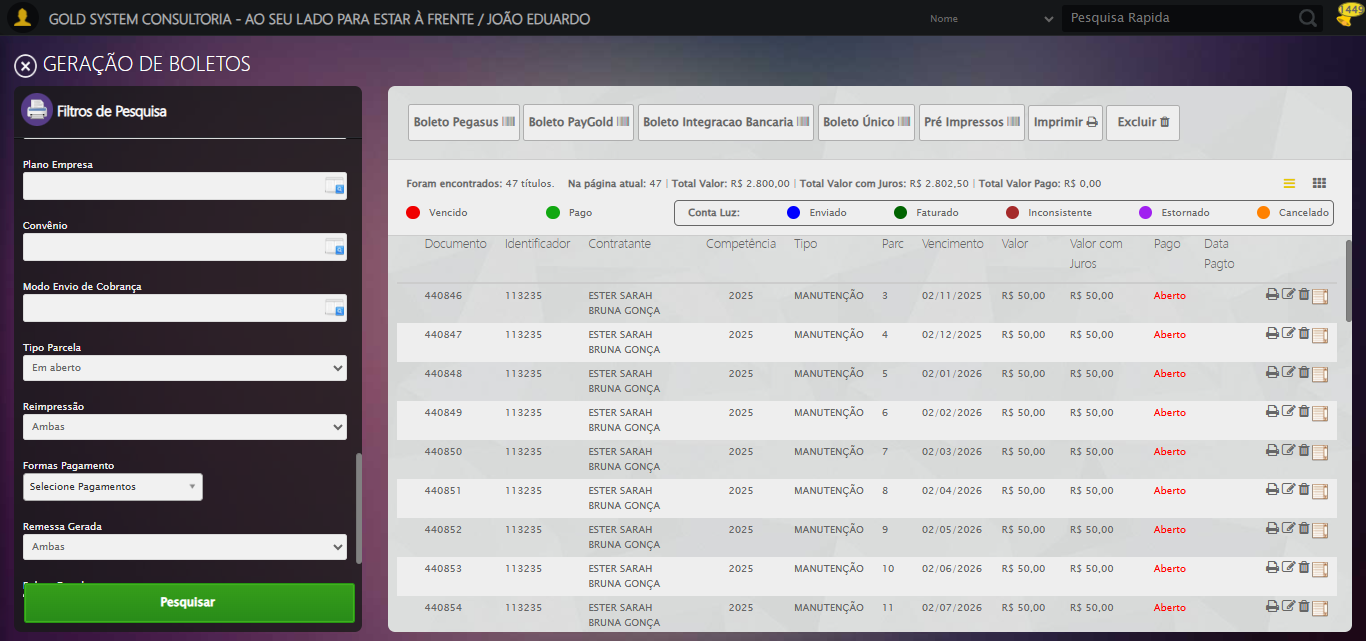 GOLD SYSTEM CONSULTORIA - AO SEU LADO PARA ESTAR À FRENTE / JOÃO EDUARDO
Nome
Pesquisa Rapida
1449
GERAÇÃO DE BOLETOS
Filtros de Pesquisa
Plano Empresa
Convênio
Modo Envio de Cobrança
Tipo Parcela
Em aberto
Reimpressão
Ambas
Formas Pagamento
Selecione Pagamentos
Remessa Gerada
Ambas
Pesquisar
Boleto Pegasus Boleto PayGold Boleto Integracao Bancaria Boleto Único Pré Impressos Imprimir Excluir
Foram encontrados: 47 títulos. Na página atual: 47 | Total Valor: R$ 2.800,00 | Total Valor com Juros: R$ 2.802,50 | Total Valor Pago: R$ 0,00
Vencido Pago Conta Luz: Enviado Faturado Inconsistente Estornado Cancelado
Documento Identificador Contratante Competência Tipo Parc Vencimento Valor Valor com Pago Data
Juros Pagto
440846 113235 ESTER SARAH 2025 MANUTENÇÃO 3 02/11/2025 R$ 50,00 R$ 50,00 Aberto
BRUNA GONÇA
440847 113235 ESTER SARAH 2025 MANUTENÇÃO 4 02/12/2025 R$ 50,00 R$ 50,00 Aberto
BRUNA GONÇA
440848 113235 ESTER SARAH 2025 MANUTENÇÃO 5 02/01/2026 R$ 50,00 R$ 50,00 Aberto
BRUNA GONÇA
440849 113235 ESTER SARAH 2025 MANUTENÇÃO 6 02/02/2026 R$ 50,00 R$ 50,00 Aberto
BRUNA GONÇA
440850 113235 ESTER SARAH 2025 MANUTENÇÃO 7 02/03/2026 R$ 50,00 R$ 50,00 Aberto
BRUNA GONÇA
440851 113235 ESTER SARAH 2025 MANUTENÇÃO 8 02/04/2026 R$ 50,00 R$ 50,00 Aberto
BRUNA GONÇA
440852 113235 ESTER SARAH 2025 MANUTENÇÃO 9 02/05/2026 R$ 50,00 R$ 50,00 Aberto
BRUNA GONÇA
440853 113235 ESTER SARAH 2025 MANUTENÇÃO 10 02/06/2026 R$ 50,00 R$ 50,00 Aberto
BRUNA GONÇA
440854 113235 ESTER SARAH 2025 MANUTENÇÃO 11 02/07/2026 R$ 50,00 R$ 50,00 Aberto
BRUNA GONÇA